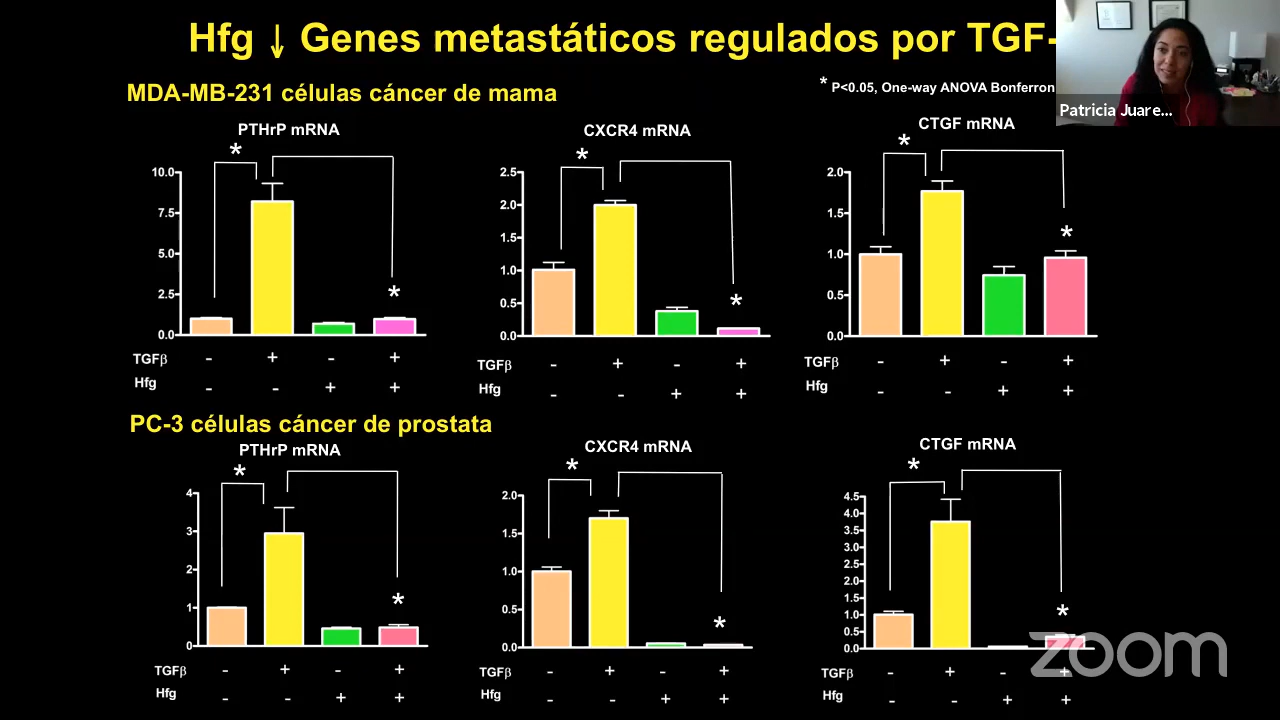 Hfg ↓ Genes metastáticos regulados por TGF-
MDA-MB-231 células cáncer de mama
* P<0.05, One-way ANOVA Bonferron
Patricia Juare...
PTHrP mRNA
*
*
10.0
7.5
5.0
2.5
0.0
TGFβ - + - +
Hfg - - + +
CXCR4 mRNA
*
*
2.5
2.0
1.5
1.0
0.5
0.0
TGFβ - + - +
Hfg - - + +
CTGF mRNA
*
*
2.0
1.5
1.0
0.5
0.0
TGFβ - + - +
Hfg - - + +
PC-3 células cáncer de prostata
PTHrP mRNA
*
*
4
3
2
1
0
TGFβ - + - +
Hfg - - + +
CXCR4 mRNA
*
*
2.0
1.5
1.0
0.5
0.0
TGFβ - + - +
Hfg - - + +
CTGF mRNA
*
*
4.5
4.0
3.5
3.0
2.5
2.0
1.5
1.0
0.5
0.0
TGFβ - + - +
Hfg - - + +
zoom